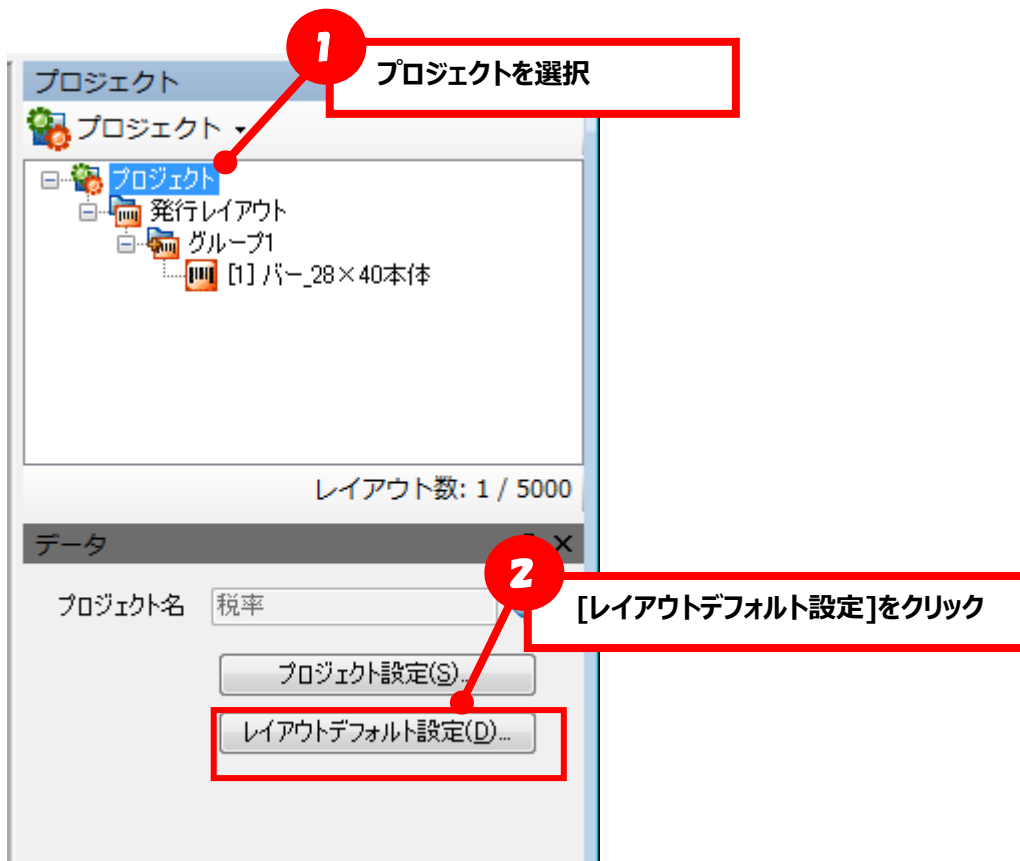 1
プロジェクトを選択
プロジェクト
プロジェクト
プロジェクト
発行レイアウト
グループ1
[1] バー_28×40本体
レイアウト数: 1 / 5000
データ
2
プロジェクト名 税率
[レイアウトデフォルト設定]をクリック
プロジェクト設定(S)...
レイアウトデフォルト設定(D)...